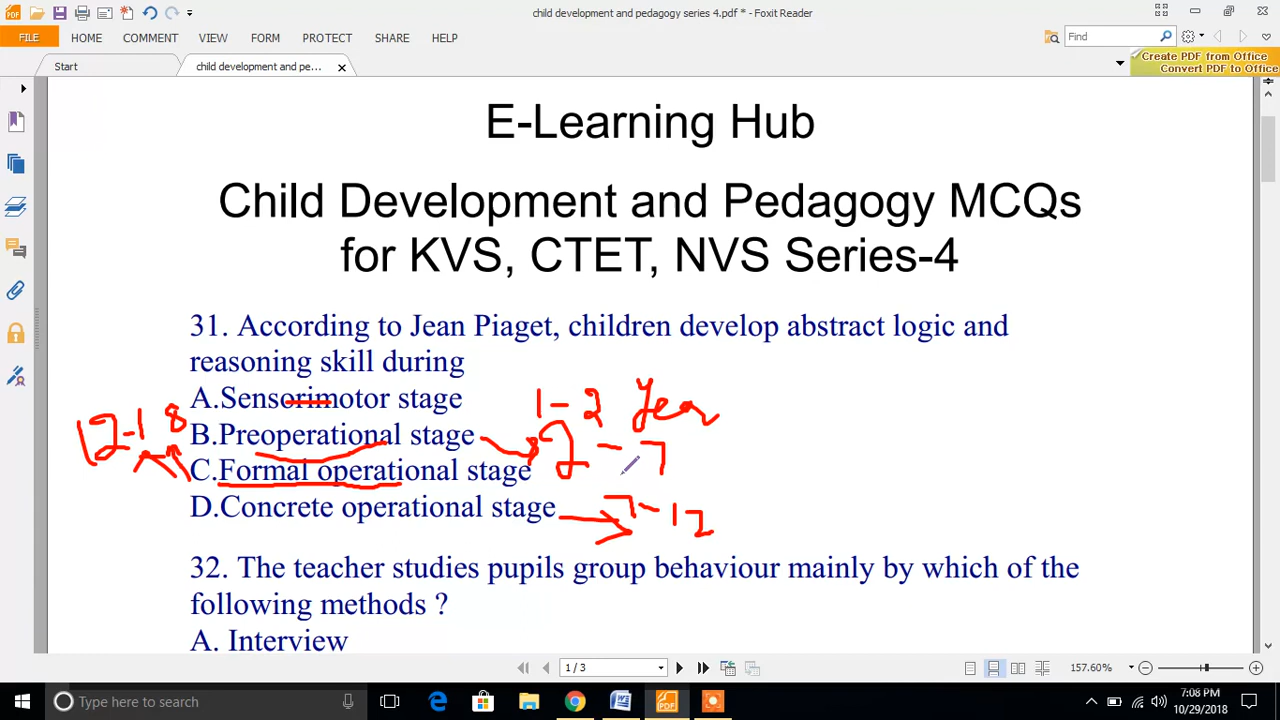 child development and pedagogy series 4.pdf * - Foxit Reader
FILE HOME COMMENT VIEW FORM PROTECT SHARE HELP Find
Start child development and pe...
Create PDF from Office
Convert PDF to Office
E-Learning Hub
Child Development and Pedagogy MCQs
for KVS, CTET, NVS Series-4
31. According to Jean Piaget, children develop abstract logic and
reasoning skill during
A.Sensorimotor stage 1-2 Year
12-18 B.Preoperational stage 2-7
C.Formal operational stage
D.Concrete operational stage 7-12
32. The teacher studies pupils group behaviour mainly by which of the
following methods ?
A. Interview
1 / 3 157.60%
Type here to search
PDF
7:08 PM
10/29/2018